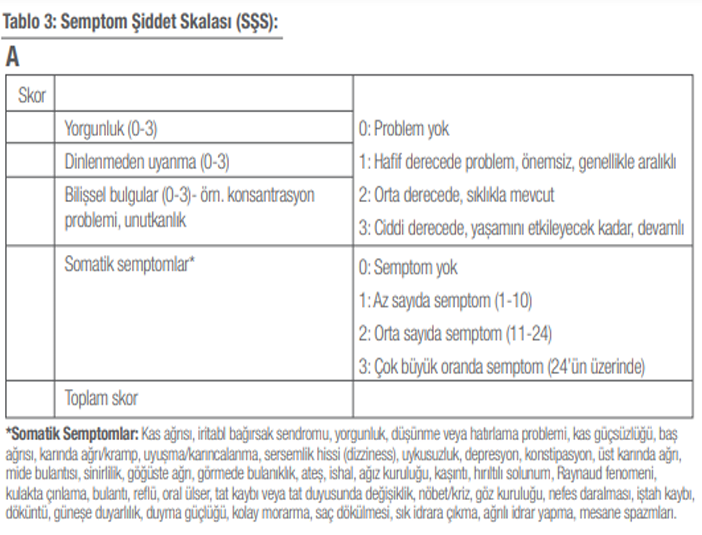 Tablo 3: Semptom Şiddet Skalası (SŞS):
A
Skor
Yorgunluk (0-3)
Dinlenmeden uyanma (0-3)
Bilişsel bulgular (0-3)- örn. konsantrasyon
problemi, unutkanlık
0: Problem yok
1: Hafif derecede problem, önemsiz, genellikle aralıklı
2: Orta derecede, sıklıkla mevcut
3: Ciddi derecede, yaşamını etkileyecek kadar, devamlı
Somatik semptomlar*
0: Semptom yok
1: Az sayıda semptom (1-10)
2: Orta sayıda semptom (11-24)
3: Çok büyük oranda semptom (24'ün üzerinde)
Toplam skor
*Somatik Semptomlar: Kas ağrısı, iritabl bağırsak sendromu, yorgunluk, düşünme veya hatırlama problemi, kas güçsüzlüğü, baş
ağrısı, karında ağrı/kramp, uyuşma/karıncalanma, sersemlik hissi (dizziness), uykusuzluk, depresyon, konstipasyon, üst karında ağrı,
mide bulantısı, sinirlilik, göğüste ağrı, görmede bulanıklık, ateş, ishal, ağız kuruluğu, kaşıntı, hırıltılı solunum, Raynaud fenomeni,
kulakta çınlama, bulantı, reflü, oral ülser, tat kaybı veya tat duyusunda değişiklik, nöbet/kriz, göz kuruluğu, nefes daralması, iştah kaybı,
döküntü, güneşe duyarlılık, duyma güçlüğü, kolay morarma, saç dökülmesi, sık idrara çıkma, ağrılı idrar yapma, mesane spazmları.